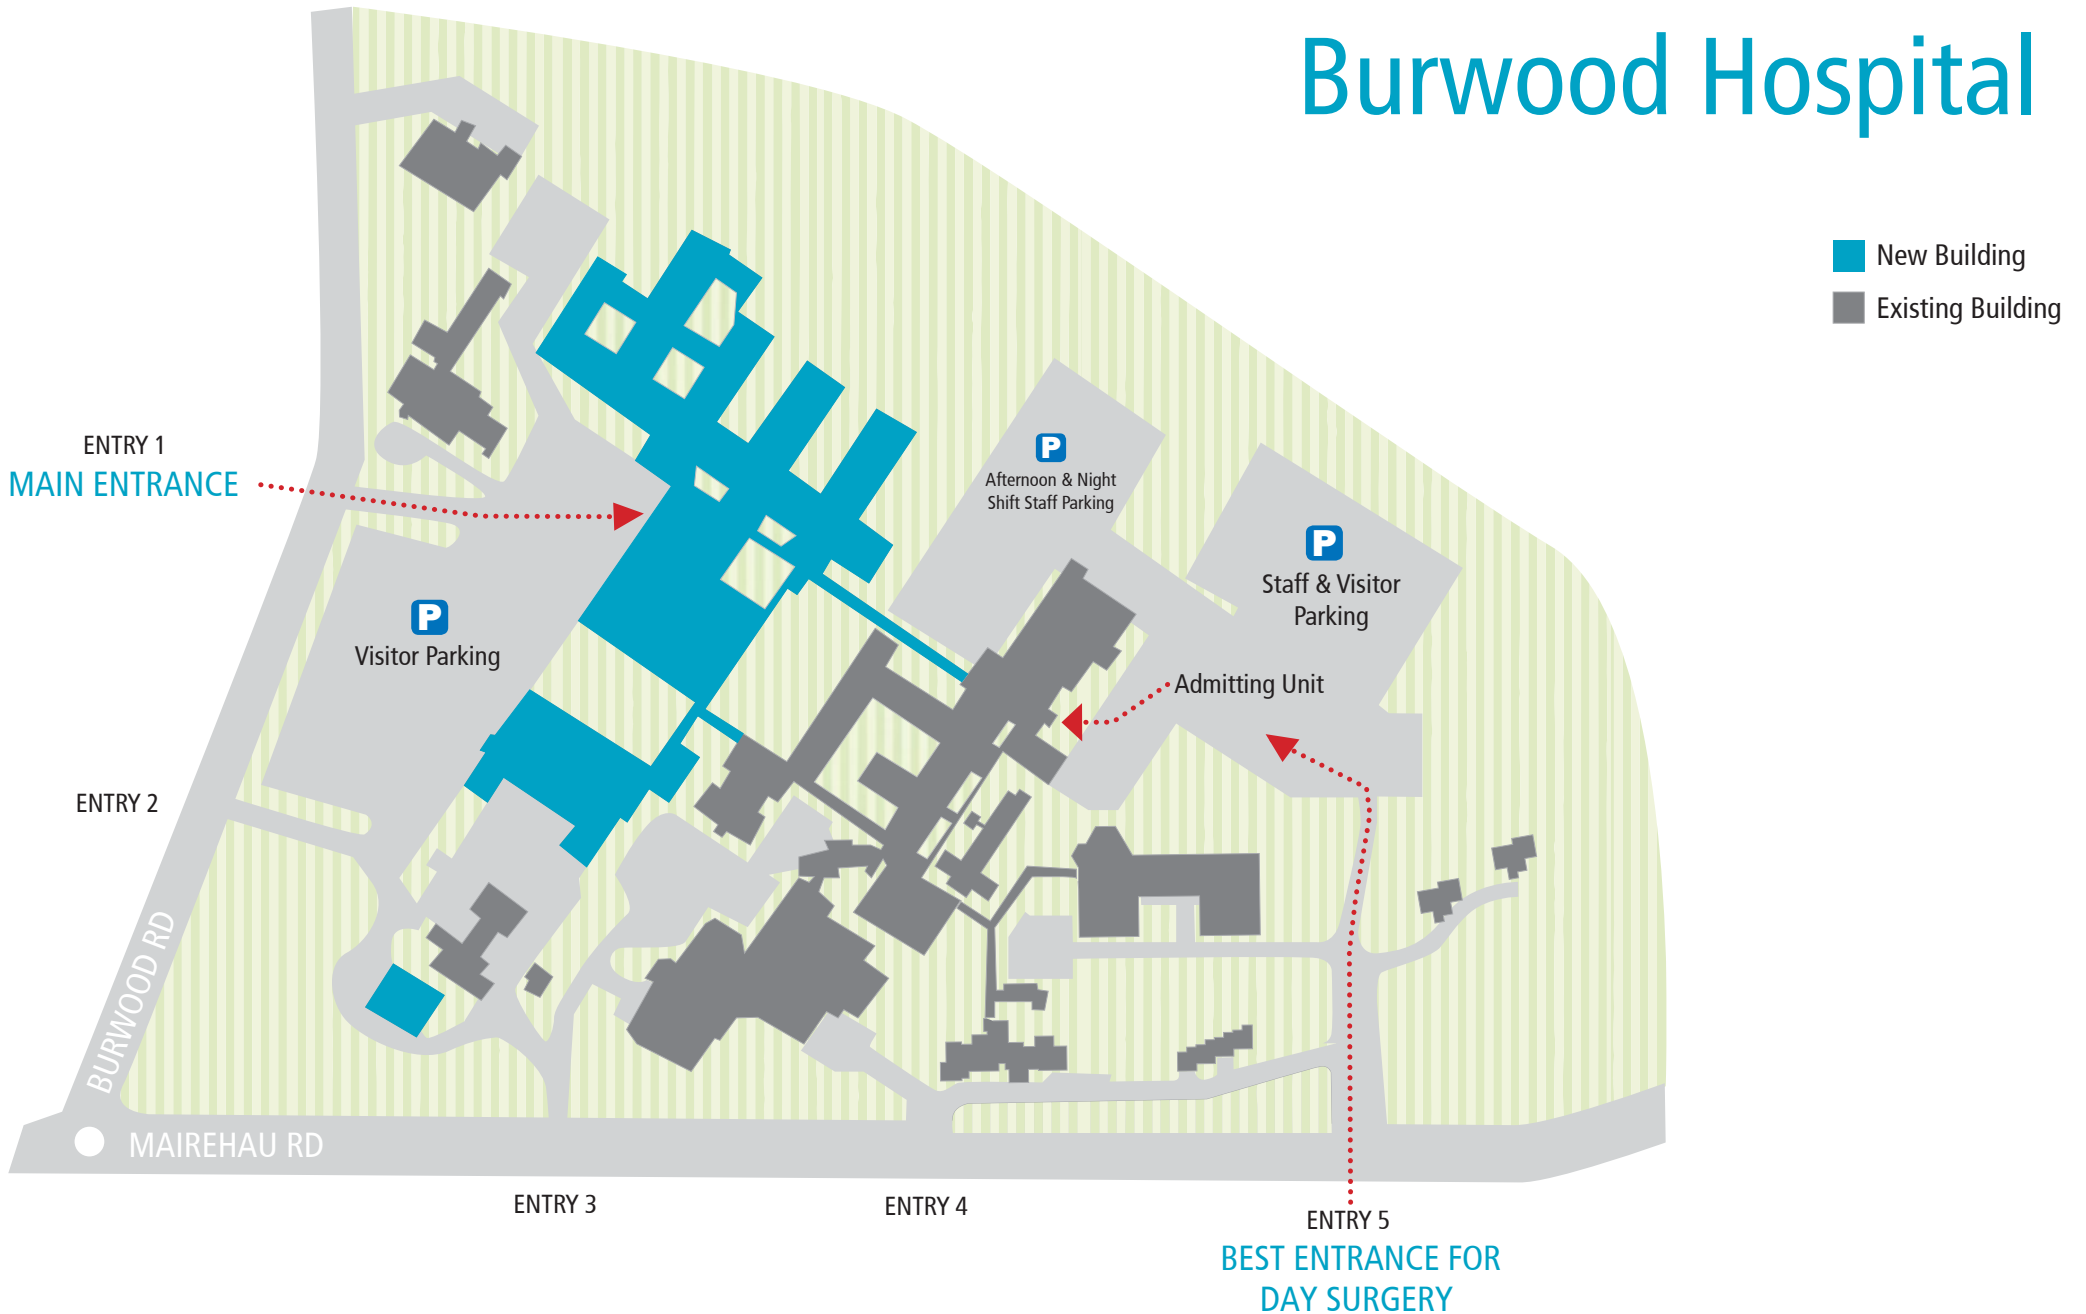 Burwood Hospital
New Building
Existing Building
ENTRY 1
MAIN ENTRANCE
P
Afternoon & Night
Shift Staff Parking
P
Staff & Visitor
Parking
P
Visitor Parking
Admitting Unit
ENTRY 2
BURWOOD RD
MAIREHAU RD
ENTRY 3
ENTRY 4
ENTRY 5
BEST ENTRANCE FOR
DAY SURGERY